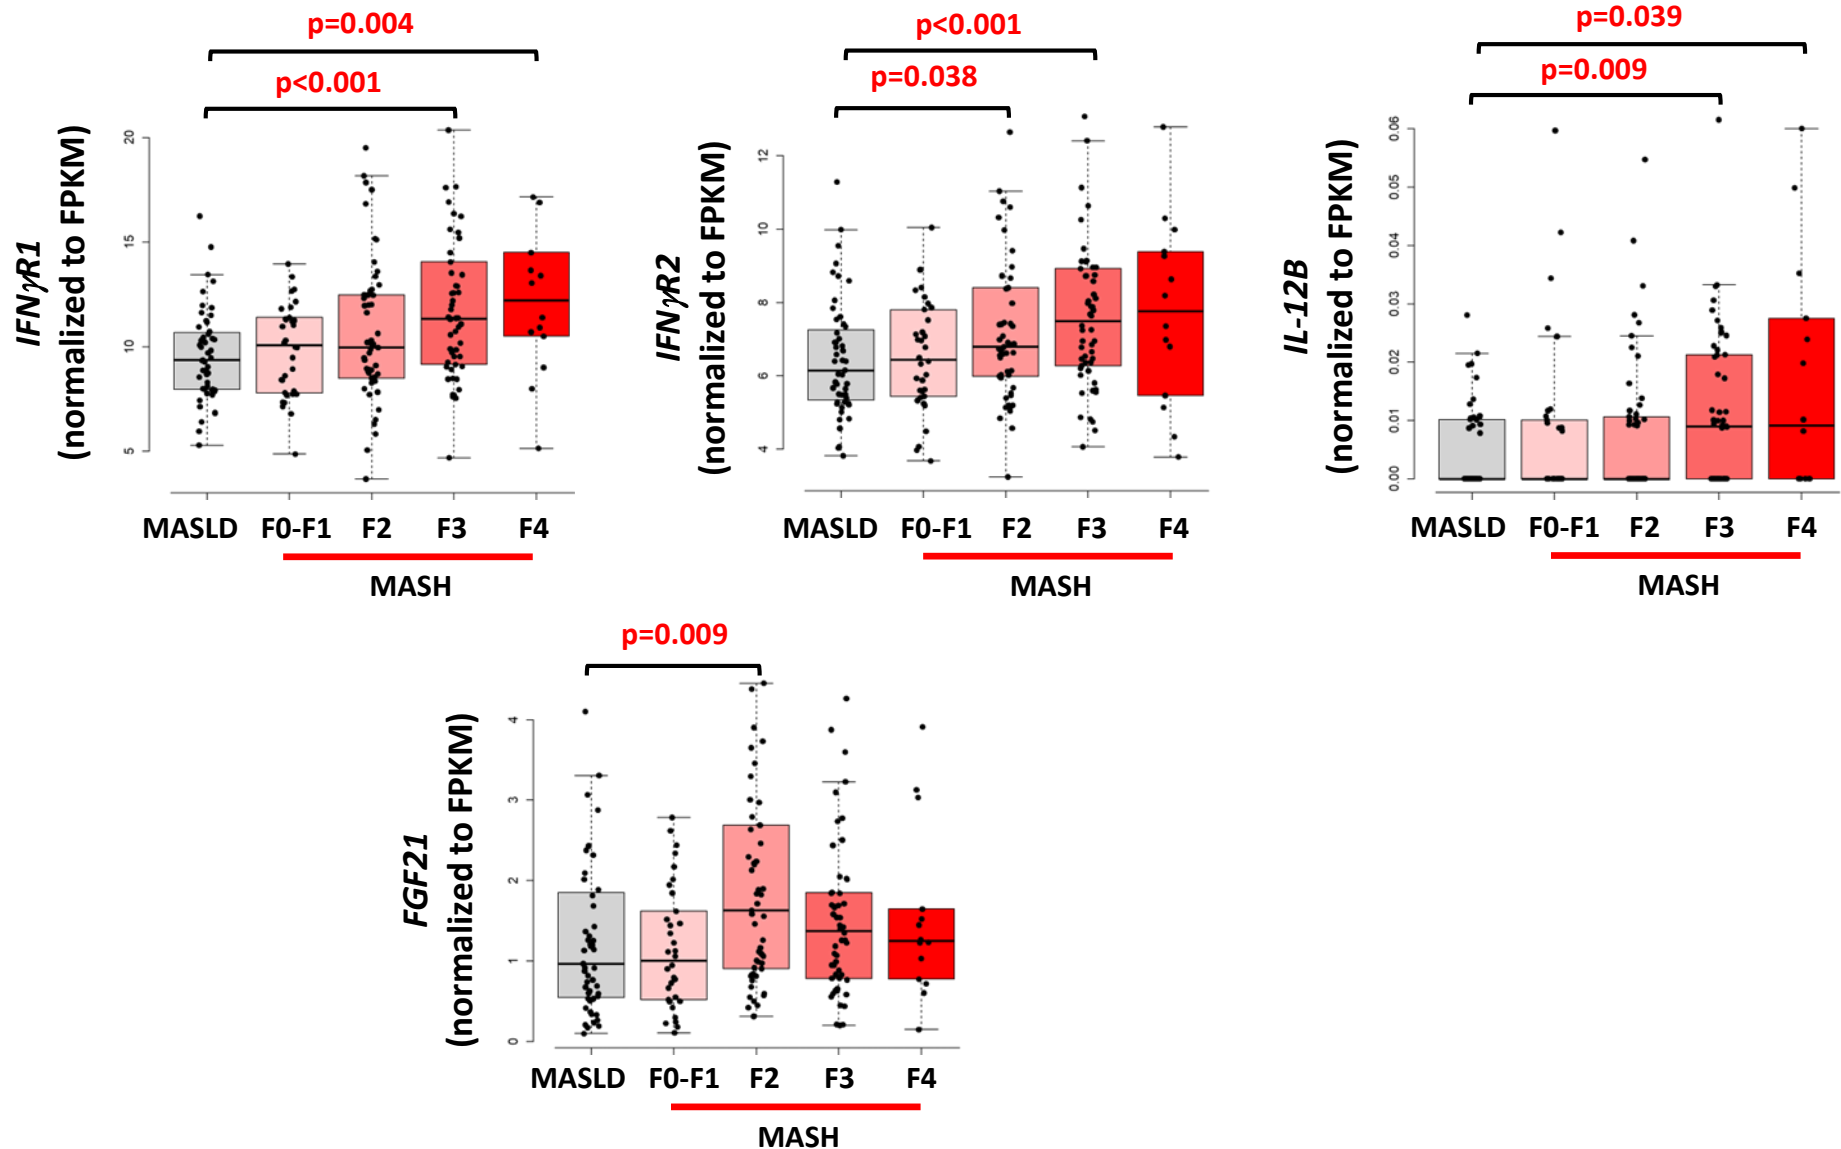 p=0.004
p<0.001
IFNγR1
(normalized to FPKM)
20
15
10
5
MASLD F0-F1 F2 F3 F4
MASH
p<0.001
p=0.038
IFNγR2
(normalized to FPKM)
12
10
8
6
4
MASLD F0-F1 F2 F3 F4
MASH
p=0.039
p=0.009
IL-12B
(normalized to FPKM)
0.06
0.05
0.04
0.03
0.02
0.01
0.00
MASLD F0-F1 F2 F3 F4
MASH
p=0.009
FGF21
(normalized to FPKM)
4
3
2
1
0
MASLD F0-F1 F2 F3 F4
MASH